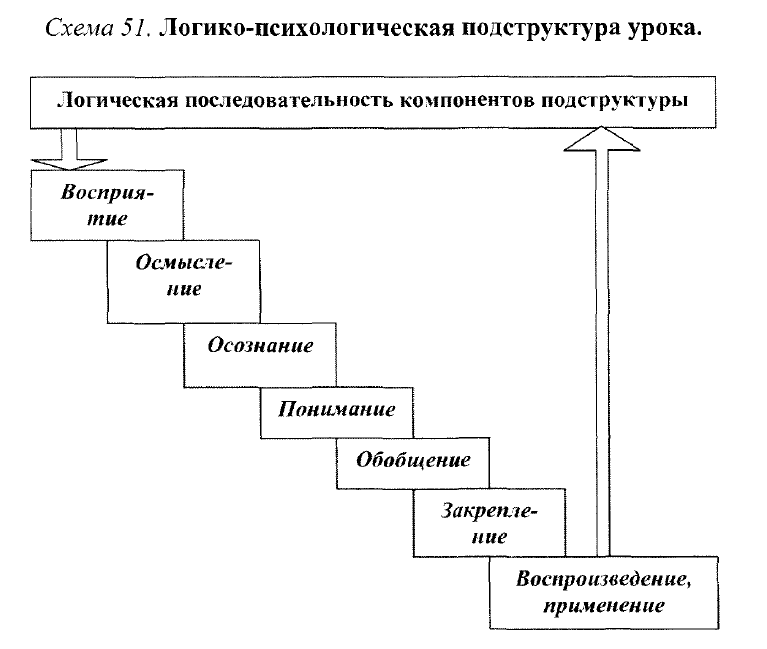 Схема 51. Логико-психологическая подструктура урока.
Логическая последовательность компонентов подструктуры
Восприя-
тие
Осмысле-
ние
Осознание
Понимание
Обобщение
Закрепле-
ние
Воспроизведение,
применение